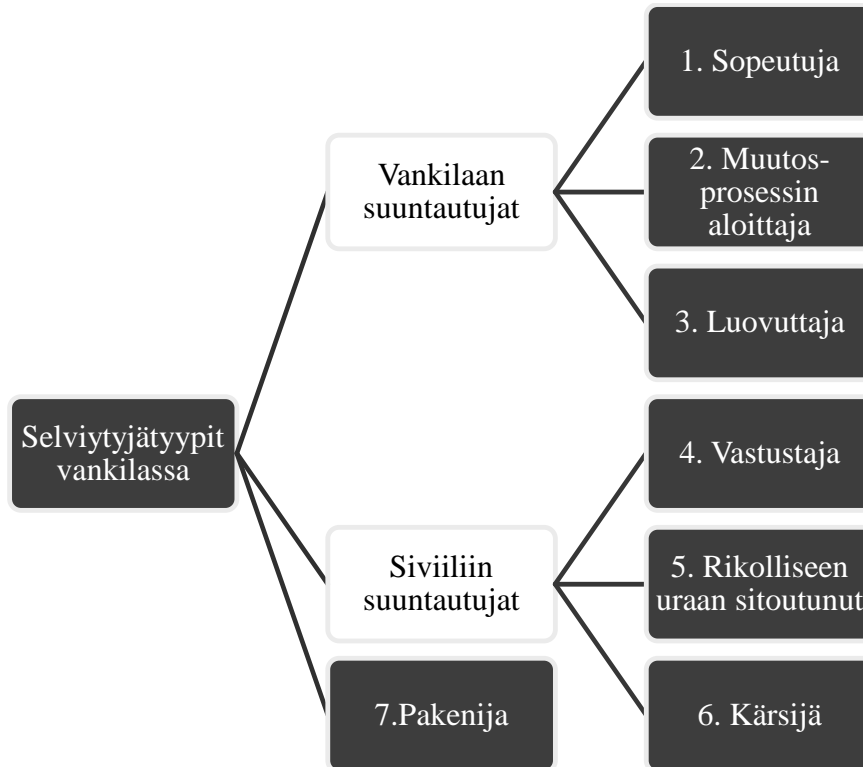 Selviytyjätyypit
vankilassa
Vankilaan
suuntautujat
1. Sopeutuja
2. Muutos-
prosessin
aloittaja
3. Luovuttaja
Siviiliin
suuntautujat
4. Vastustaja
5. Rikolliseen
uraan sitoutunut
6. Kärsijä
7.Pakenija